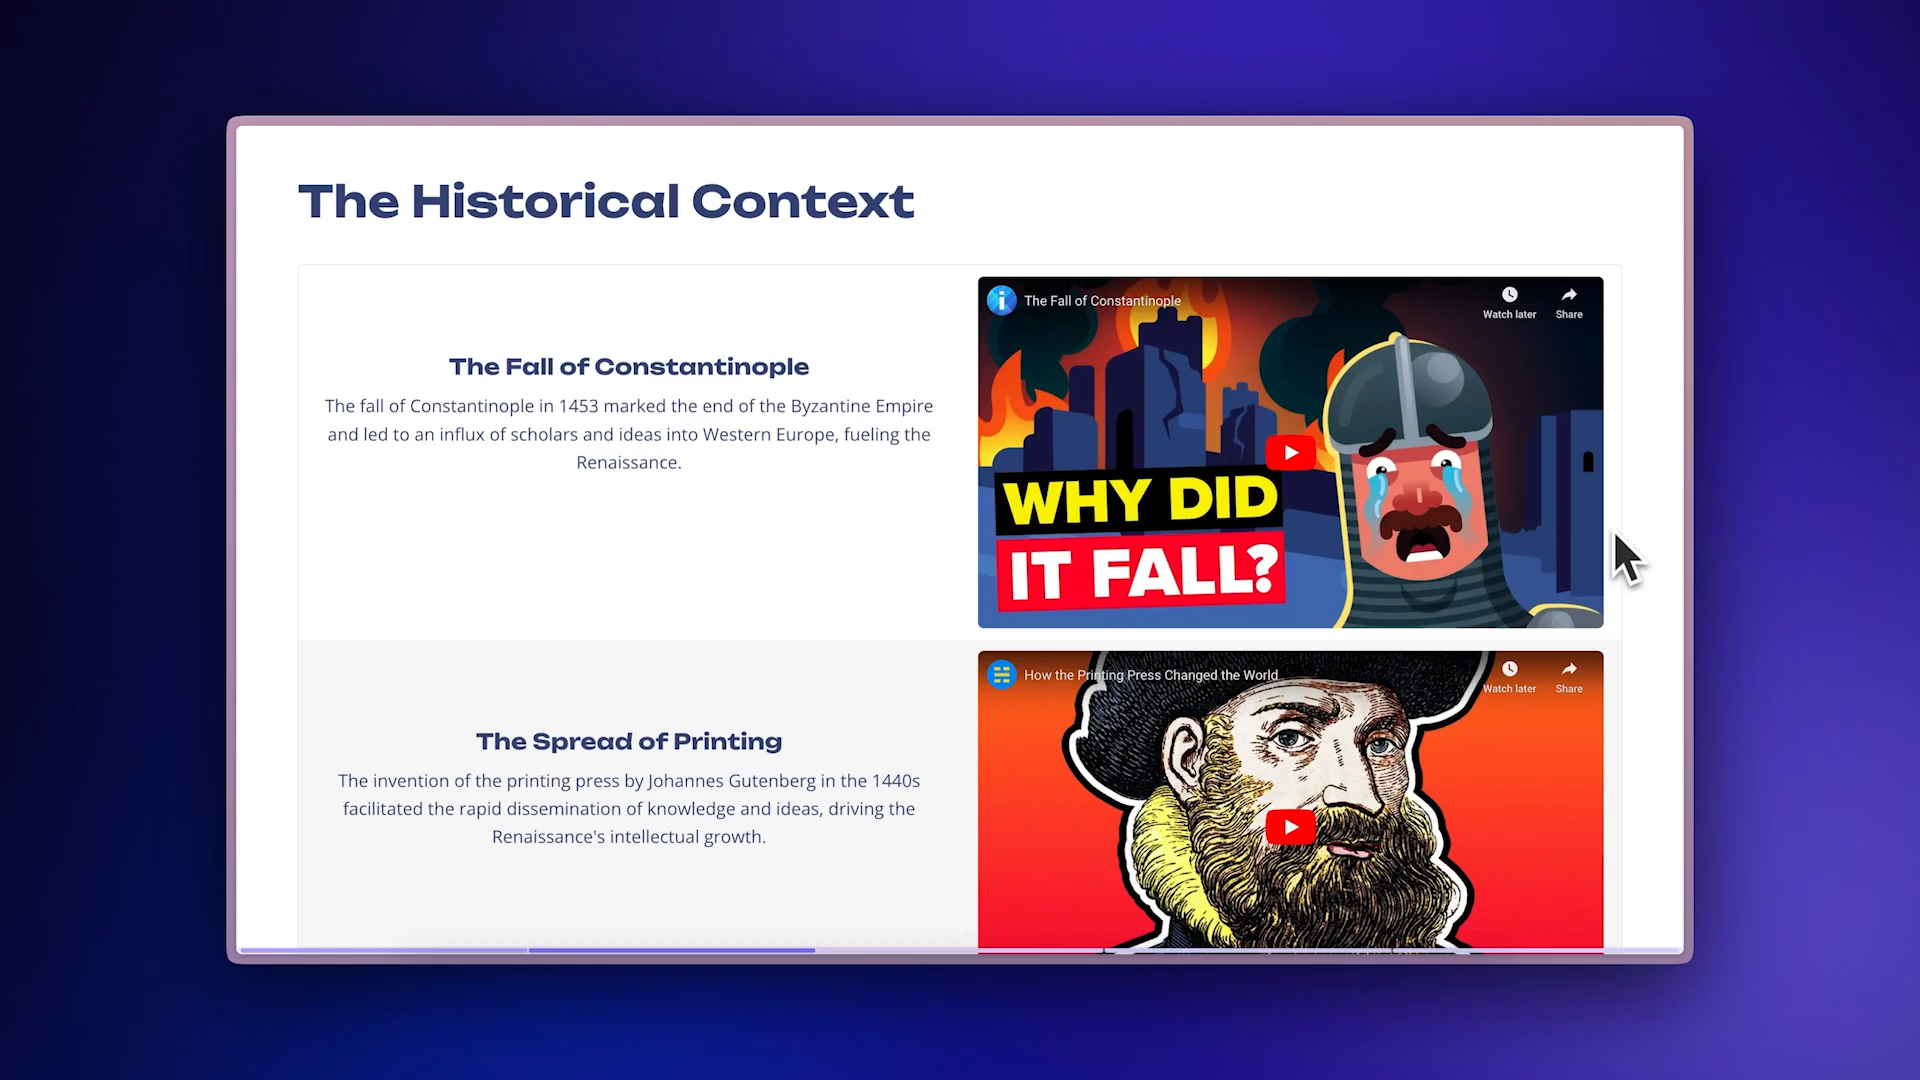 The Historical Context
The Fall of Constantinople
The fall of Constantinople in 1453 marked the end of the Byzantine Empire
and led to an influx of scholars and ideas into Western Europe, fueling the
Renaissance.
The Fall of Constantinople
Watch later
Share
WHY DID
IT FALL?
The Spread of Printing
The invention of the printing press by Johannes Gutenberg in the 1440s
facilitated the rapid dissemination of knowledge and ideas, driving the
Renaissance's intellectual growth.
How the Printing Press Changed the World
Watch later
Share